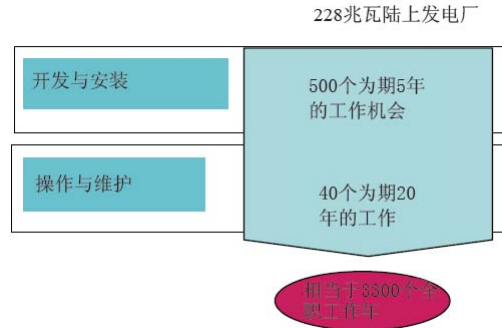 228兆瓦陆上发电厂
开发与安装
500个为期5年
的工作机会
操作与维护
40个为期20
年的工作
相当于3300个全
职工作年